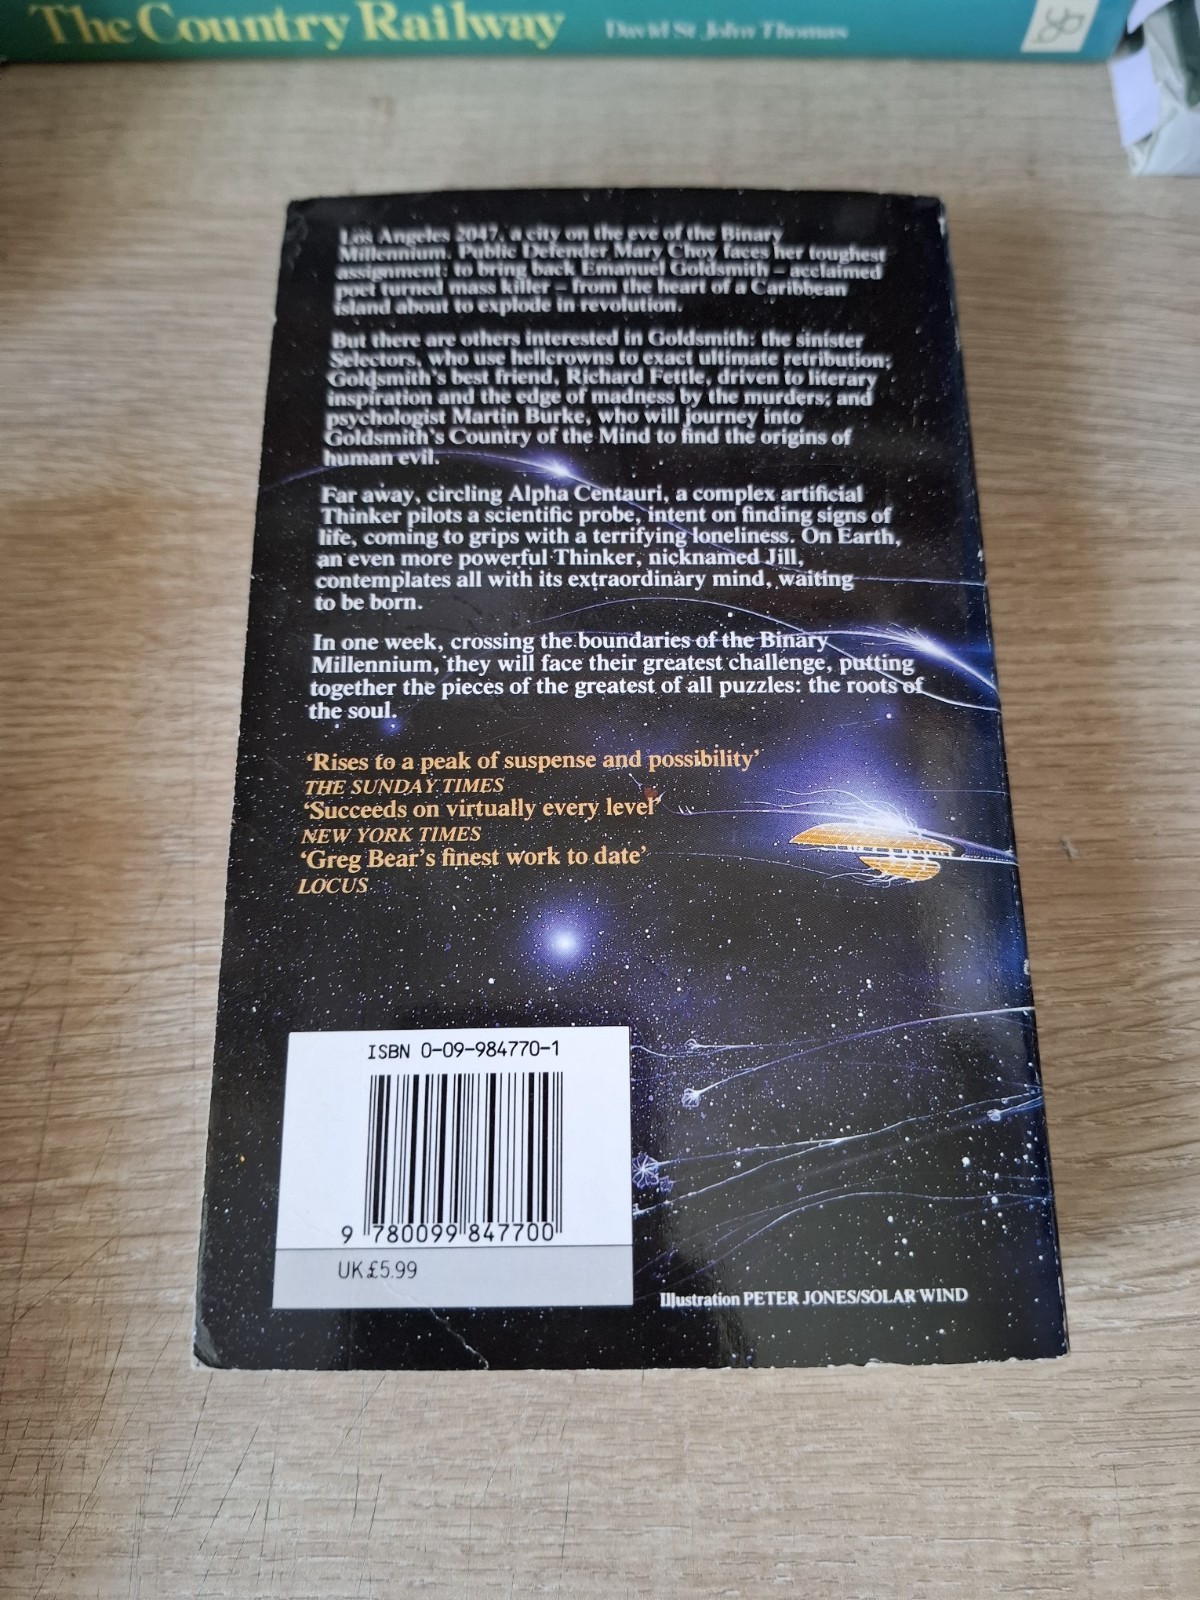 The Country Railway David St John Thomas
Los Angeles 2047, a city on the eve of the Binary
Millennium. Public Defender Mary Choy faces her toughest
assignment: to bring back Emanuel Goldsmith – acclaimed
poet turned mass killer – from the heart of a Caribbean
island about to explode in revolution.
But there are others interested in Goldsmith: the sinister
Selectors, who use hellcrowns to exact ultimate retribution;
Goldsmith's best friend, Richard Fettle, driven to literary
inspiration and the edge of madness by the murders; and
psychologist Martin Burke, who will journey into
Goldsmith's Country of the Mind to find the origins of
human evil.
Far away, circling Alpha Centauri, a complex artificial
Thinker pilots a scientific probe, intent on finding signs of
life, coming to grips with a terrifying loneliness. On Earth,
an even more powerful Thinker, nicknamed Jill,
contemplates all with its extraordinary mind, waiting
to be born.
In one week, crossing the boundaries of the Binary
Millennium, they will face their greatest challenge, putting
together the pieces of the greatest of all puzzles: the roots of
the soul.
'Rises to a peak of suspense and possibility'
THE SUNDAY TIMES
'Succeeds on virtually every level'
NEW YORK TIMES
'Greg Bear's finest work to date'
LOCUS
ISBN 0-09-984770-1
9 780099 847700
UK £5.99
Illustration PETER JONES/SOLAR WIND